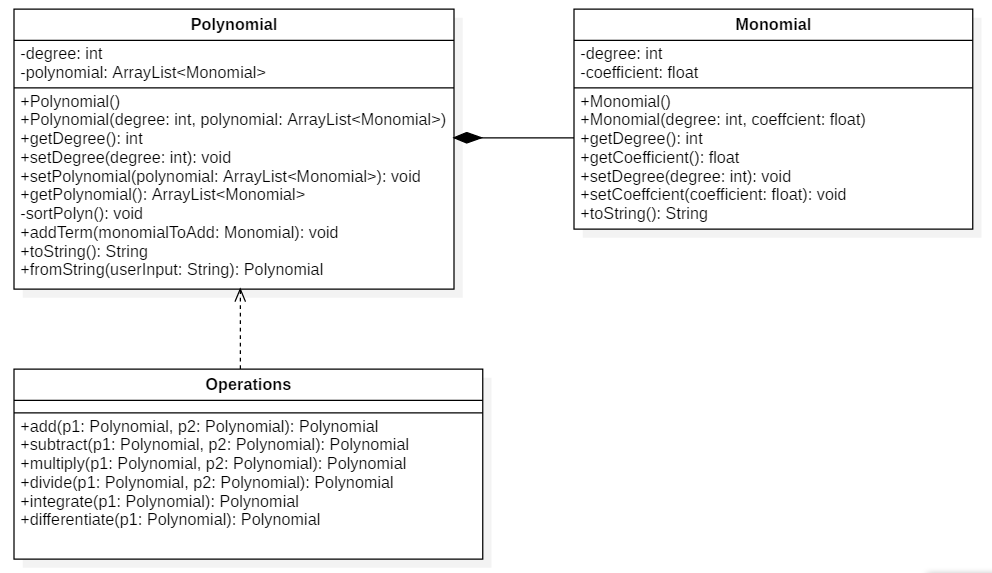 Polynomial
-degree: int
-polynomial: ArrayList<Monomial>
+Polynomial()
+Polynomial(degree: int, polynomial: ArrayList<Monomial>)
+getDegree(): int
+setDegree(degree: int): void
+setPolynomial(polynomial: ArrayList<Monomial>): void
+getPolynomial(): ArrayList<Monomial>
-sortPolyn(): void
+addTerm(monomialToAdd: Monomial): void
+toString(): String
+fromString(userInput: String): Polynomial
Monomial
-degree: int
-coefficient: float
+Monomial()
+Monomial(degree: int, coeffcient: float)
+getDegree(): int
+getCoefficient(): float
+setDegree(degree: int): void
+setCoeffcient(coefficient: float): void
+toString(): String
Operations
+add(p1: Polynomial, p2: Polynomial): Polynomial
+subtract(p1: Polynomial, p2: Polynomial): Polynomial
+multiply(p1: Polynomial, p2: Polynomial): Polynomial
+divide(p1: Polynomial, p2: Polynomial): Polynomial
+integrate(p1: Polynomial): Polynomial
+differentiate(p1: Polynomial): Polynomial